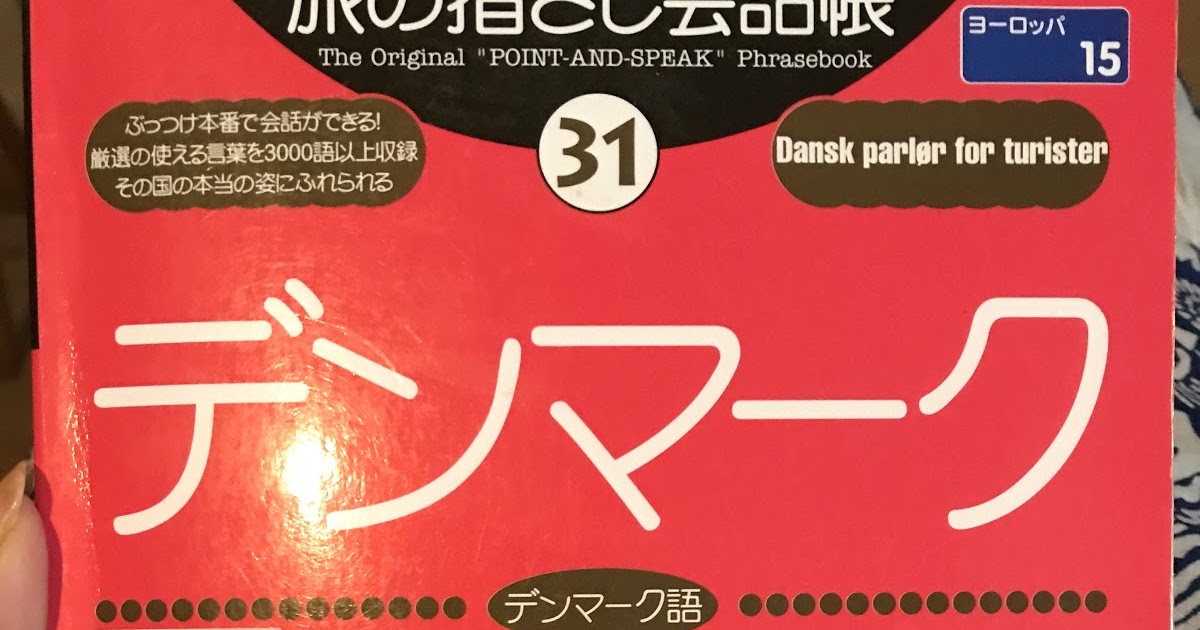 旅の指さし会話帳
The Original "POINT-AND-SPEAK" Phrasebook
ヨーロッパ
15
ぶっつけ本番で会話ができる!
厳選の使える言葉を3000語以上収録
その国の本当の姿にふれられる
31
Dansk parlør for turister
デンマーク
デンマーク語